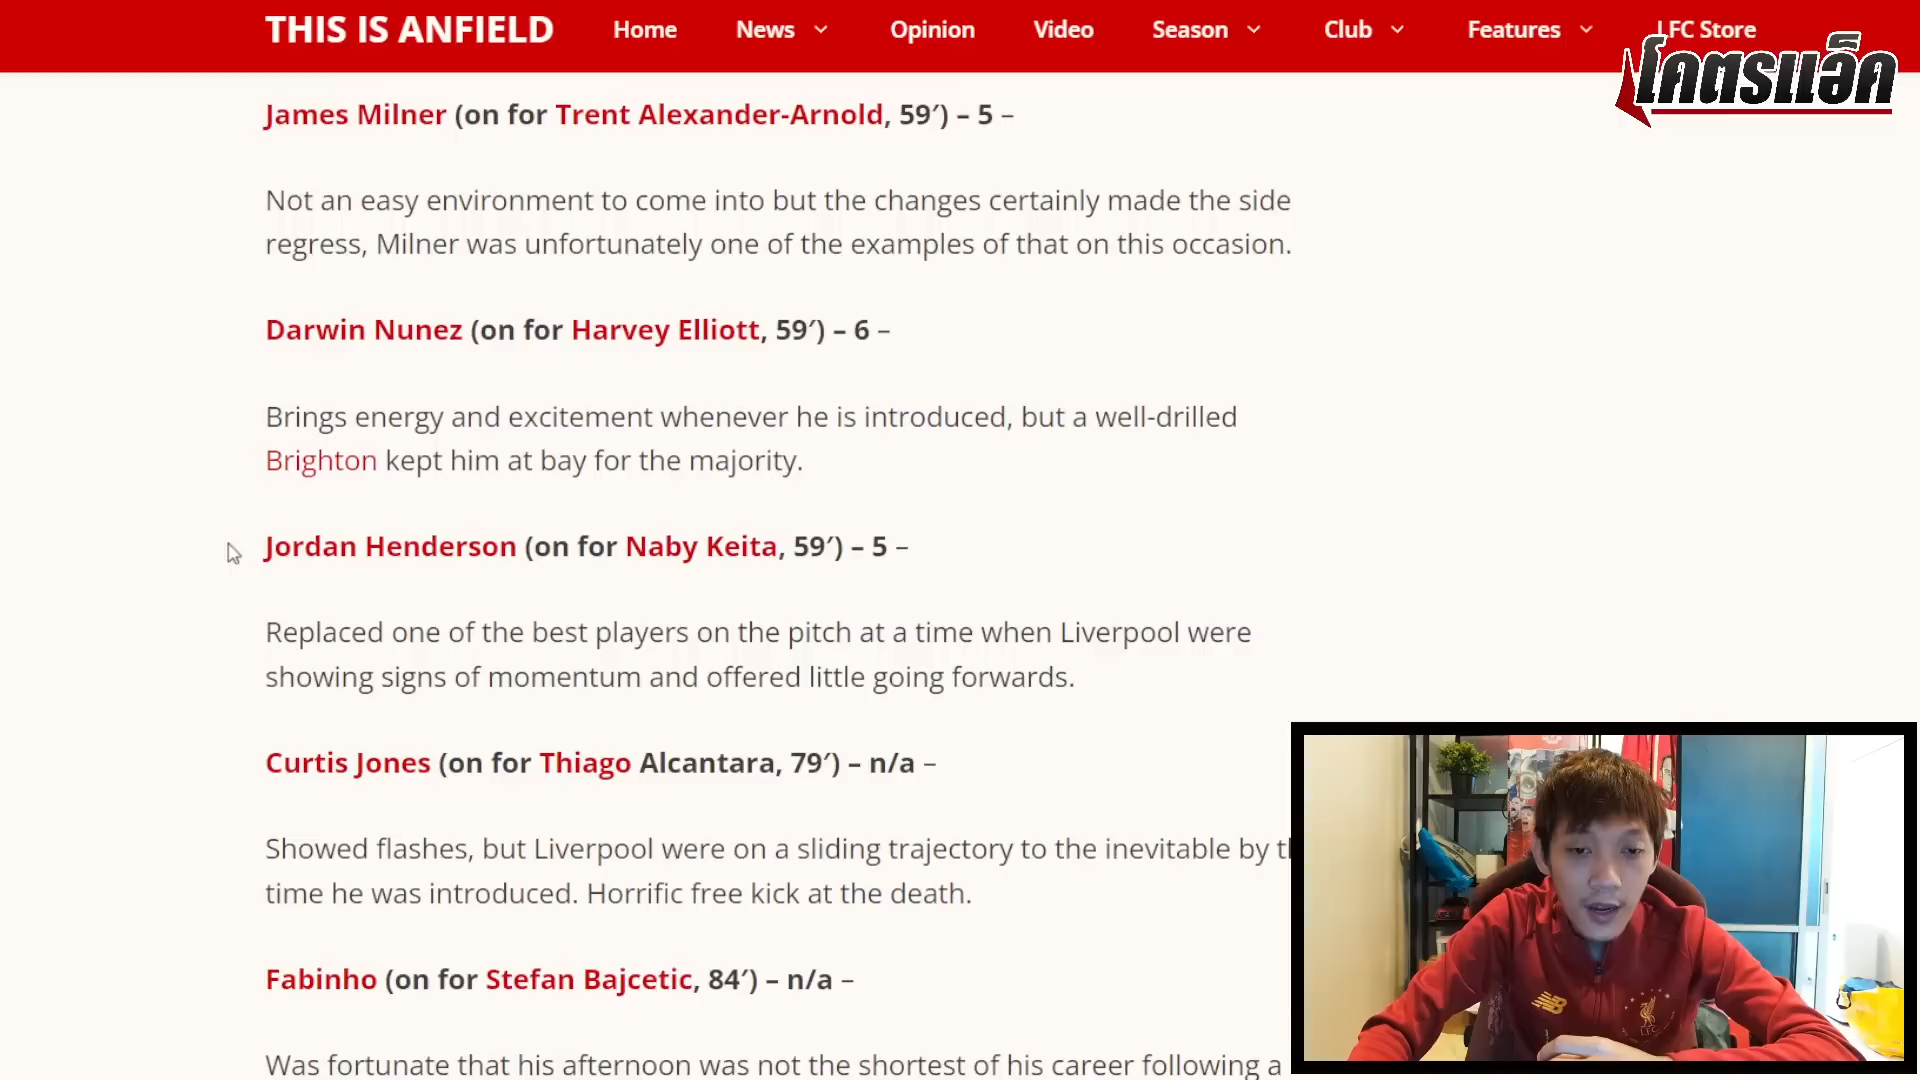 THIS IS ANFIELD
Home
News
Opinion
Video
Season
Club
Features
LFC Store
โคตรแอ็ค
James Milner (on for Trent Alexander-Arnold, 59′) – 5 –
Not an easy environment to come into but the changes certainly made the side
regress, Milner was unfortunately one of the examples of that on this occasion.
Darwin Nunez (on for Harvey Elliott, 59′) – 6 –
Brings energy and excitement whenever he is introduced, but a well-drilled
Brighton kept him at bay for the majority.
Jordan Henderson (on for Naby Keita, 59′) – 5 –
Replaced one of the best players on the pitch at a time when Liverpool were
showing signs of momentum and offered little going forwards.
Curtis Jones (on for Thiago Alcantara, 79′) – n/a –
Showed flashes, but Liverpool were on a sliding trajectory to the inevitable by
time he was introduced. Horrific free kick at the death.
Fabinho (on for Stefan Bajcetic, 84′) – n/a –
Was fortunate that his afternoon was not the shortest of his career following a